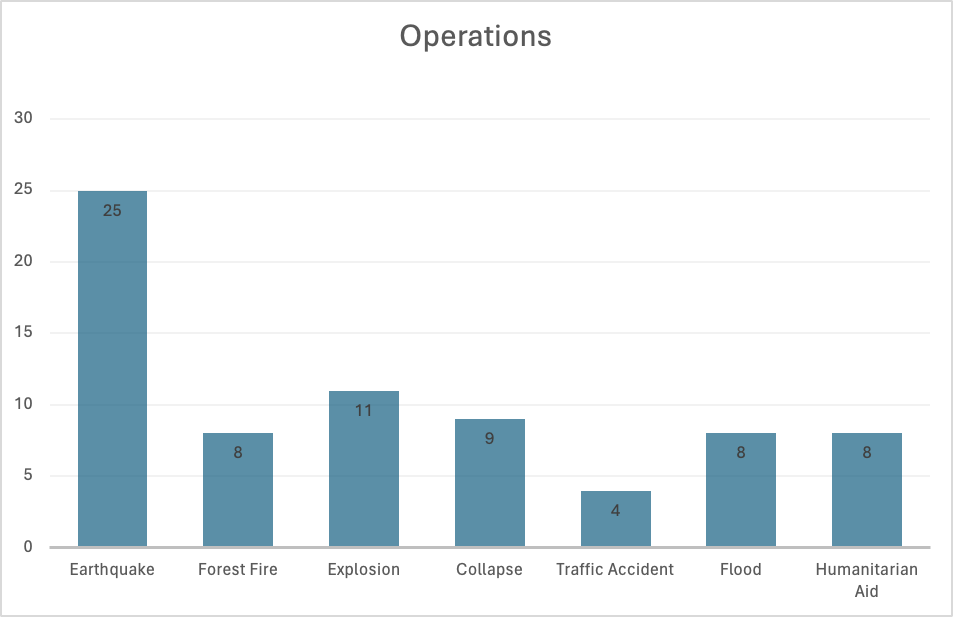 Operations
30
25
20
15
10
5
0
25
8
11
9
4
8
8
Earthquake
Forest Fire
Explosion
Collapse
Traffic Accident
Flood
Humanitarian
Aid